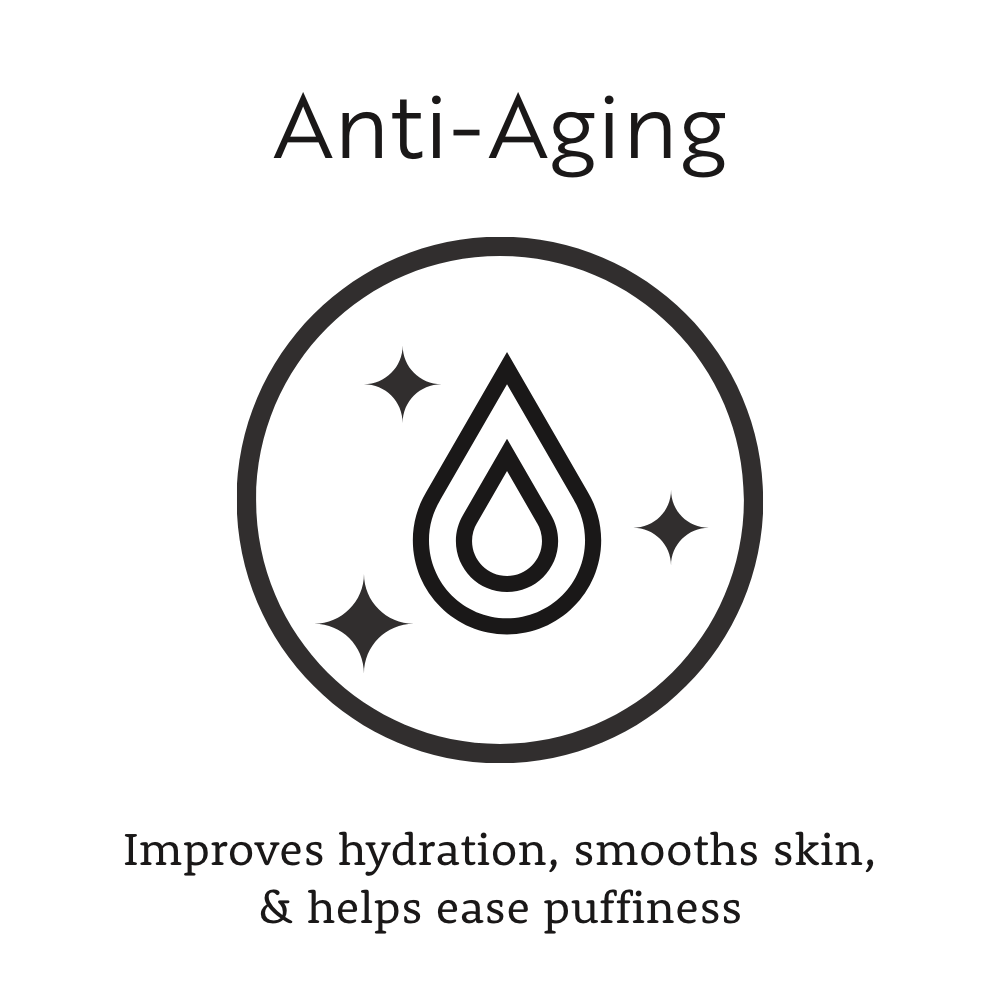 Anti-Aging
Improves hydration, smooths skin,
& helps ease puffiness